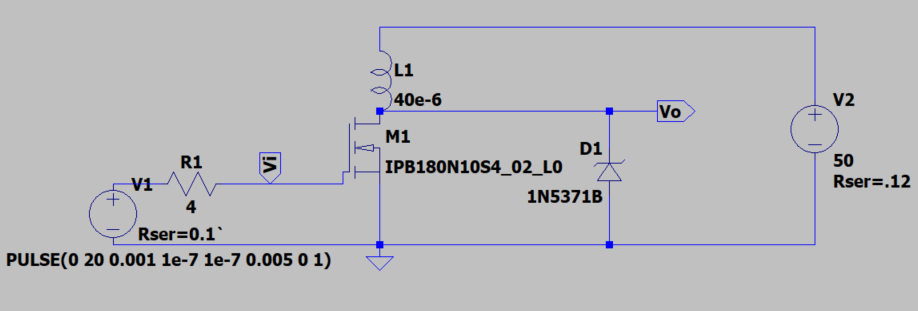 L1
40e-6
Vo
V2
M1
D1
Vi
R1
IPB180N10S4_02_L0
50
V1
Rser=.12
4
1N5371B
Rser=0.1`
PULSE(0 20 0.001 1e-7 1e-7 0.005 0 1)